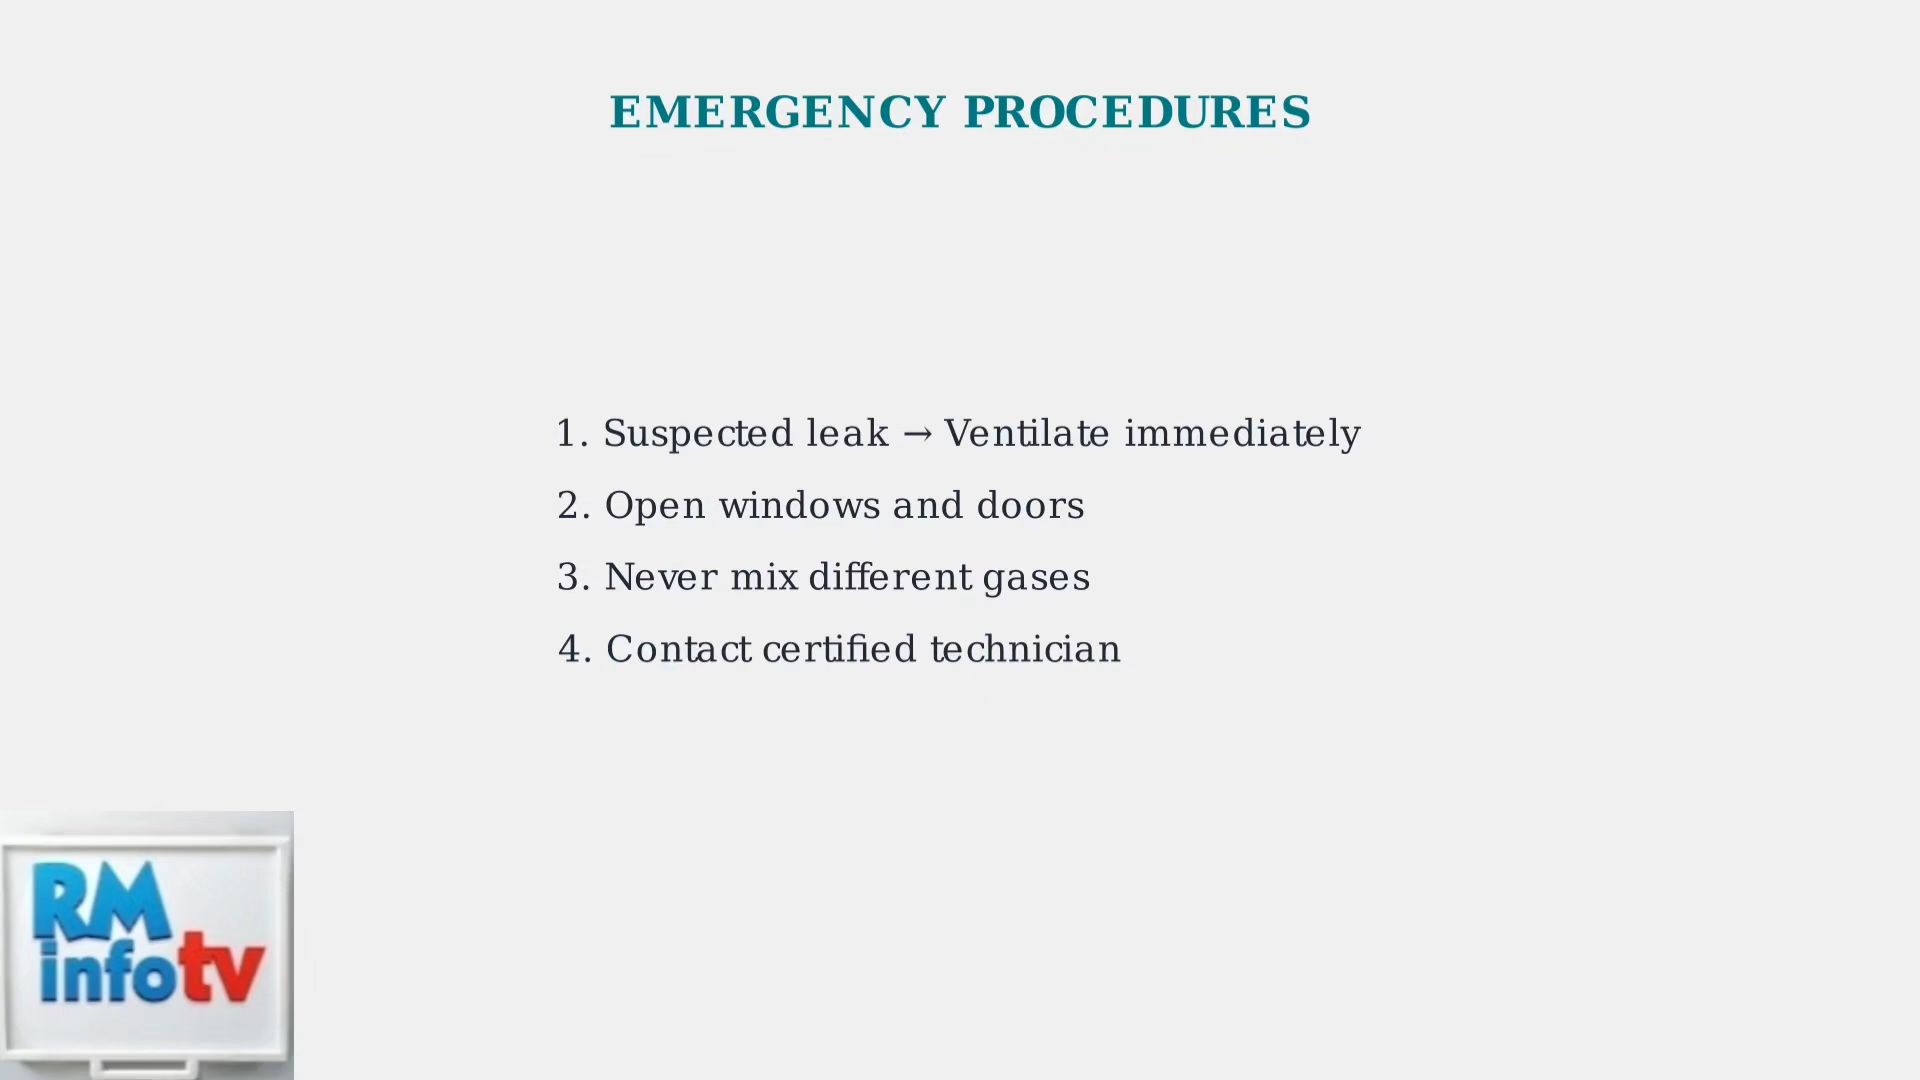 EMERGENCY PROCEDURES
1. Suspected leak → Ventilate immediately
2. Open windows and doors
3. Never mix different gases
4. Contact certified technician
RM
infotv